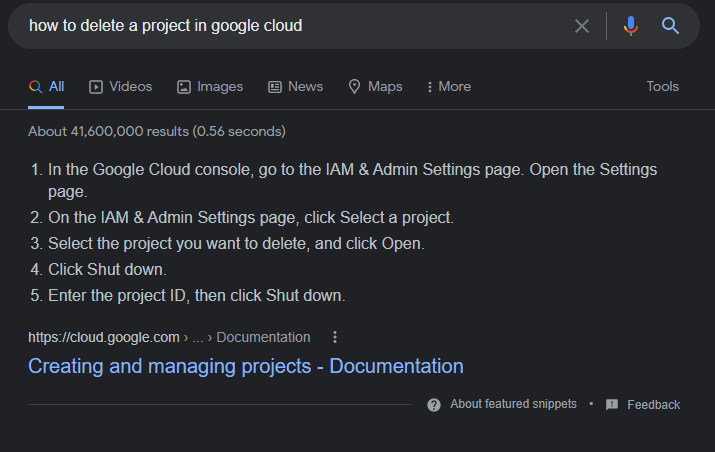 how to delete a project in google cloud
All Videos Images News Maps More Tools
About 41,600,000 results (0.56 seconds)
1. In the Google Cloud console, go to the IAM & Admin Settings page. Open the Settings
page.
2. On the IAM & Admin Settings page, click Select a project.
3. Select the project you want to delete, and click Open.
4. Click Shut down.
5. Enter the project ID, then click Shut down.
https://cloud.google.com › ... › Documentation
Creating and managing projects - Documentation
About featured snippets • Feedback